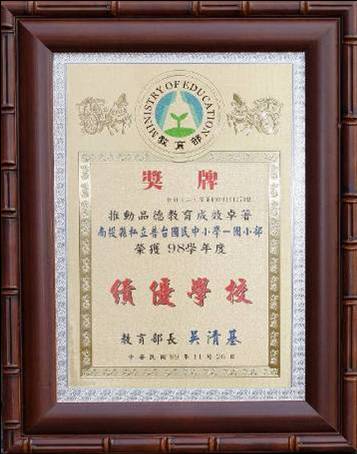 MINISTRY OF EDUCATION
教育部
獎牌
推動品德教育成效卓著
南投縣私立普台國民中小學—國小部
榮獲98學年度
績優學校
教育部長 吳清基